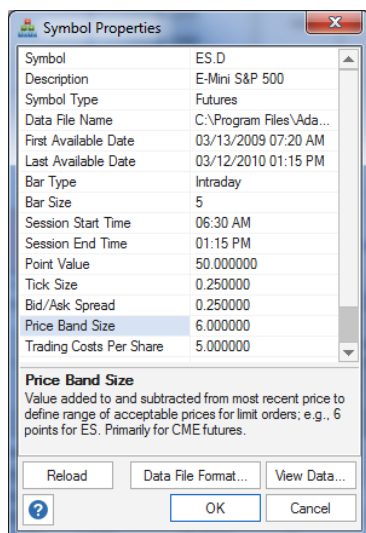 Symbol Properties
Symbol ES.D
Description E-Mini S&P 500
Symbol Type Futures
Data File Name C:\Program Files\Ada...
First Available Date 03/13/2009 07:20 AM
Last Available Date 03/12/2010 01:15 PM
Bar Type Intraday
Bar Size 5
Session Start Time 06:30 AM
Session End Time 01:15 PM
Point Value 50.000000
Tick Size 0.250000
Bid/Ask Spread 0.250000
Price Band Size 6.000000
Trading Costs Per Share 5.000000
Price Band Size
Value added to and subtracted from most recent price to
define range of acceptable prices for limit orders; e.g., 6
points for ES. Primarily for CME futures.
Reload Data File Format... View Data...
? OK Cancel